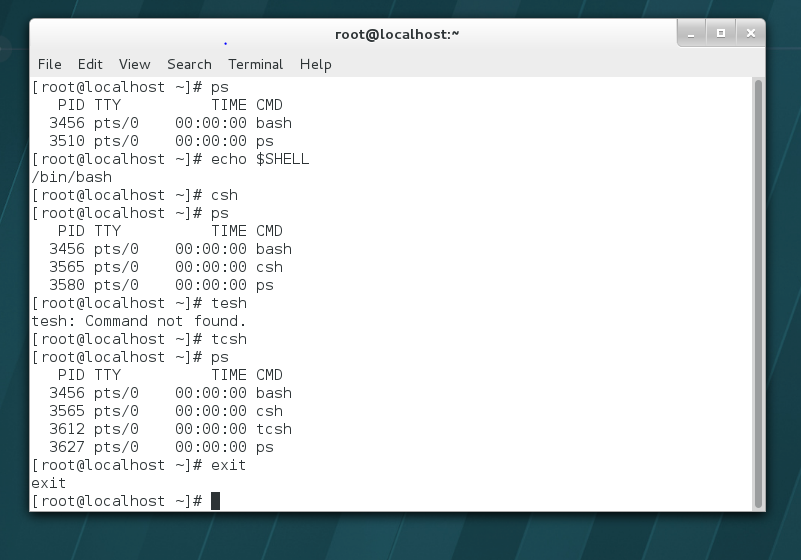 root@localhost:~
File Edit View Search Terminal Help
[root@localhost ~]# ps
   PID TTY          TIME CMD
  3456 pts/0    00:00:00 bash
  3510 pts/0    00:00:00 ps
[root@localhost ~]# echo $SHELL
/bin/bash
[root@localhost ~]# csh
[root@localhost ~]# ps
   PID TTY          TIME CMD
  3456 pts/0    00:00:00 bash
  3565 pts/0    00:00:00 csh
  3580 pts/0    00:00:00 ps
[root@localhost ~]# tesh
tesh: Command not found.
[root@localhost ~]# tcsh
[root@localhost ~]# ps
   PID TTY          TIME CMD
  3456 pts/0    00:00:00 bash
  3565 pts/0    00:00:00 csh
  3612 pts/0    00:00:00 tcsh
  3627 pts/0    00:00:00 ps
[root@localhost ~]# exit
exit
[root@localhost ~]#